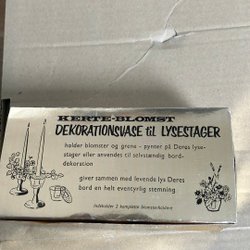 KERTE-BLOMST
DEKORATIONSVASE til LYSESTAGER
holder blomster og grene - pynter på Deres lyse-
stager eller anvendes til selvstændig bord-
dekoration
giver sammen med levende lys Deres
bord en helt eventyrlig stemning
Indeholder 2 komplette blomsterholdere